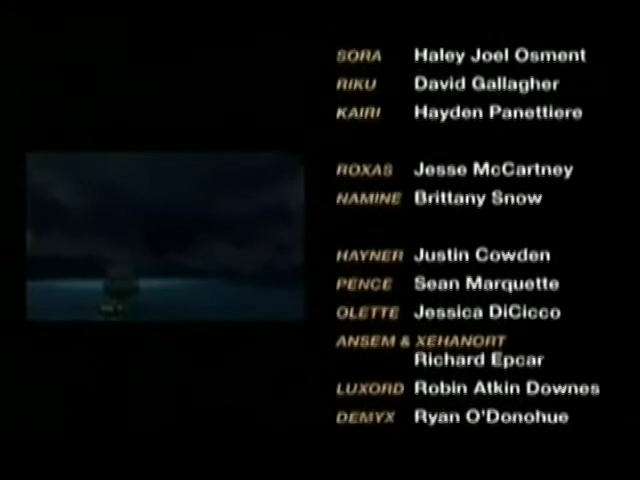 SORA Haley Joel Osment
RIKU David Gallagher
KAIRI Hayden Panettiere
ROXAS Jesse McCartney
NAMINE Brittany Snow
HAYNER Justin Cowden
PENCE Sean Marquette
OLETTE Jessica DiCicco
ANSEM & XEHANORT
Richard Epcar
LUXORD Robin Atkin Downes
DEMYX Ryan O'Donohue